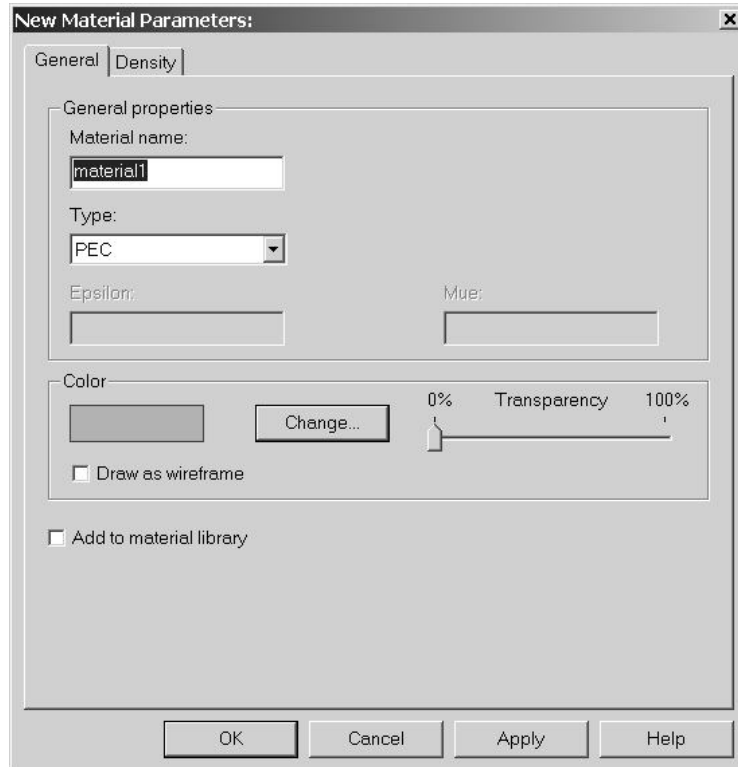 New Material Parameters:
General Density
General properties
Material name:
material1
Type:
PEC
Epsilon: Mue:
Color
0% Transparency 100%
Change...
Draw as wireframe
Add to material library
OK Cancel Apply Help